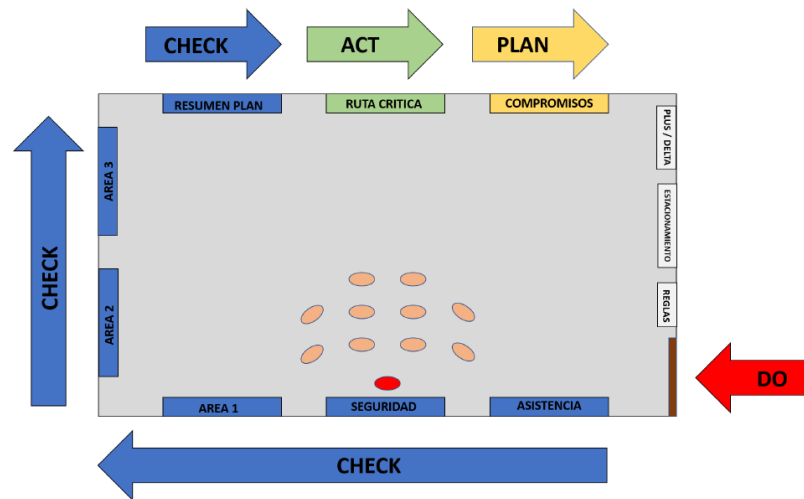 CHECK
ACT
PLAN
RESUMEN PLAN
RUTA CRITICA
COMPROMISOS
PLUS / DELTA
ESTACIONAMIENTO
REGLAS
AREA 3
AREA 2
CHECK
DO
AREA 1
SEGURIDAD
ASISTENCIA
CHECK